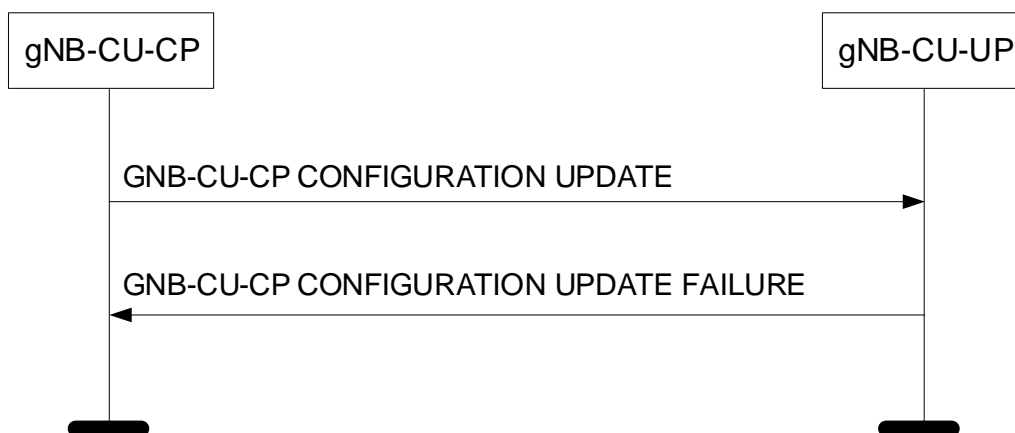 gNB-CU-CP
gNB-CU-UP
GNB-CU-CP CONFIGURATION UPDATE
GNB-CU-CP CONFIGURATION UPDATE FAILURE